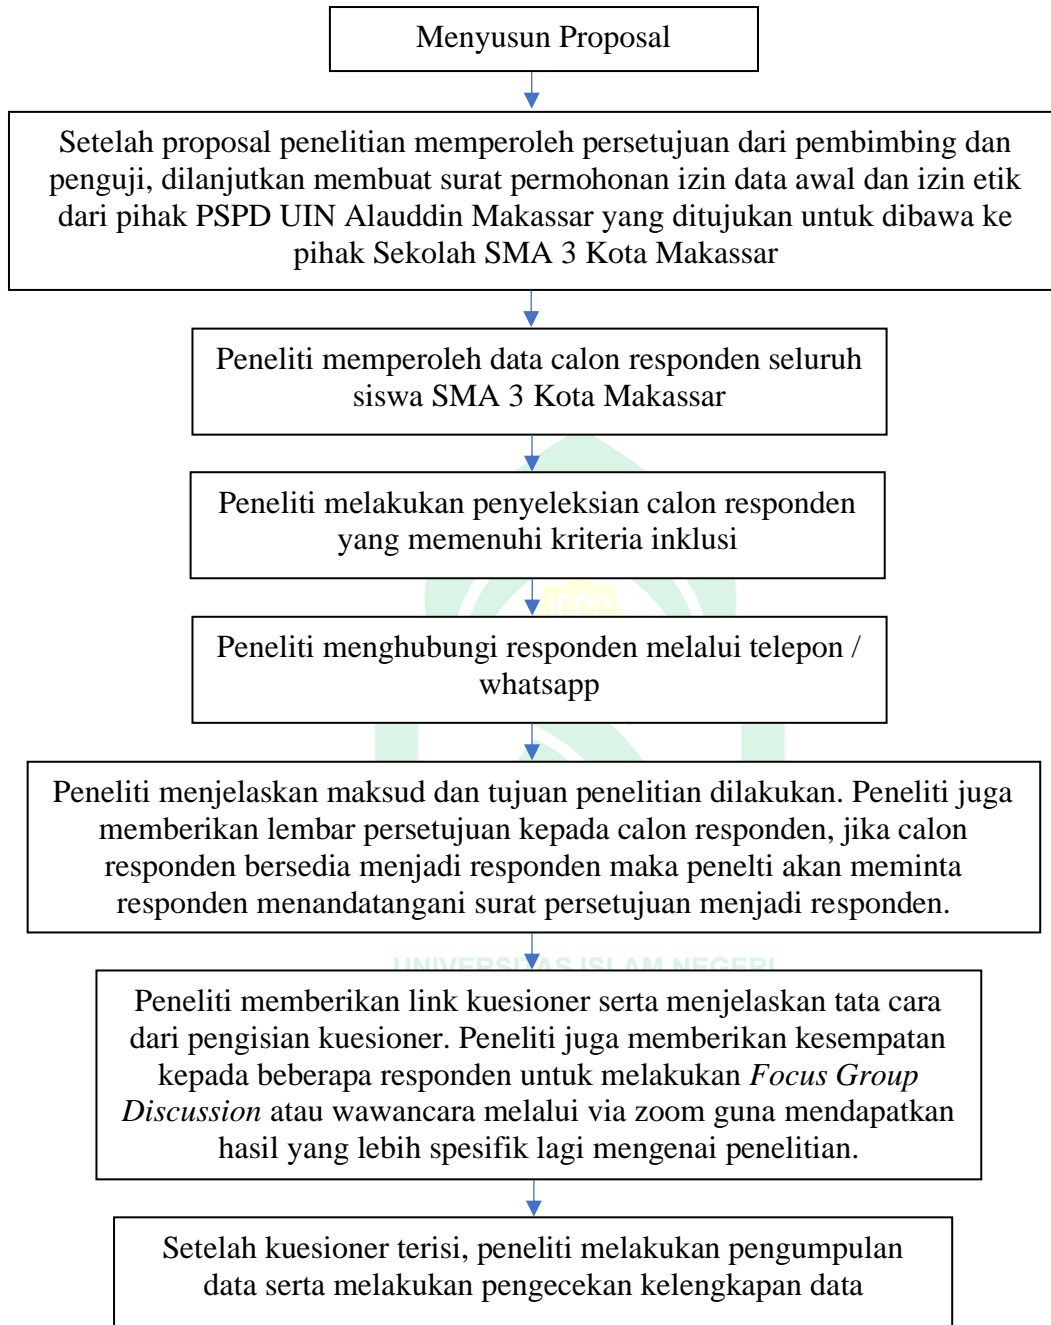 Menyusun Proposal
Setelah proposal penelitian memperoleh persetujuan dari pembimbing dan
penguji, dilanjutkan membuat surat permohonan izin data awal dan izin etik
dari pihak PSPD UIN Alauddin Makassar yang ditujukan untuk dibawa ke
pihak Sekolah SMA 3 Kota Makassar
Peneliti memperoleh data calon responden seluruh
siswa SMA 3 Kota Makassar
Peneliti melakukan penyeleksian calon responden
yang memenuhi kriteria inklusi
Peneliti menghubungi responden melalui telepon /
whatsapp
Peneliti menjelaskan maksud dan tujuan penelitian dilakukan. Peneliti juga
memberikan lembar persetujuan kepada calon responden, jika calon
responden bersedia menjadi responden maka penelti akan meminta
responden menandatangani surat persetujuan menjadi responden.
UNIVERSITAS ISLAM NEGERI
Peneliti memberikan link kuesioner serta menjelaskan tata cara
dari pengisian kuesioner. Peneliti juga memberikan kesempatan
kepada beberapa responden untuk melakukan Focus Group
Discussion atau wawancara melalui via zoom guna mendapatkan
hasil yang lebih spesifik lagi mengenai penelitian.
Setelah kuesioner terisi, peneliti melakukan pengumpulan
data serta melakukan pengecekan kelengkapan data